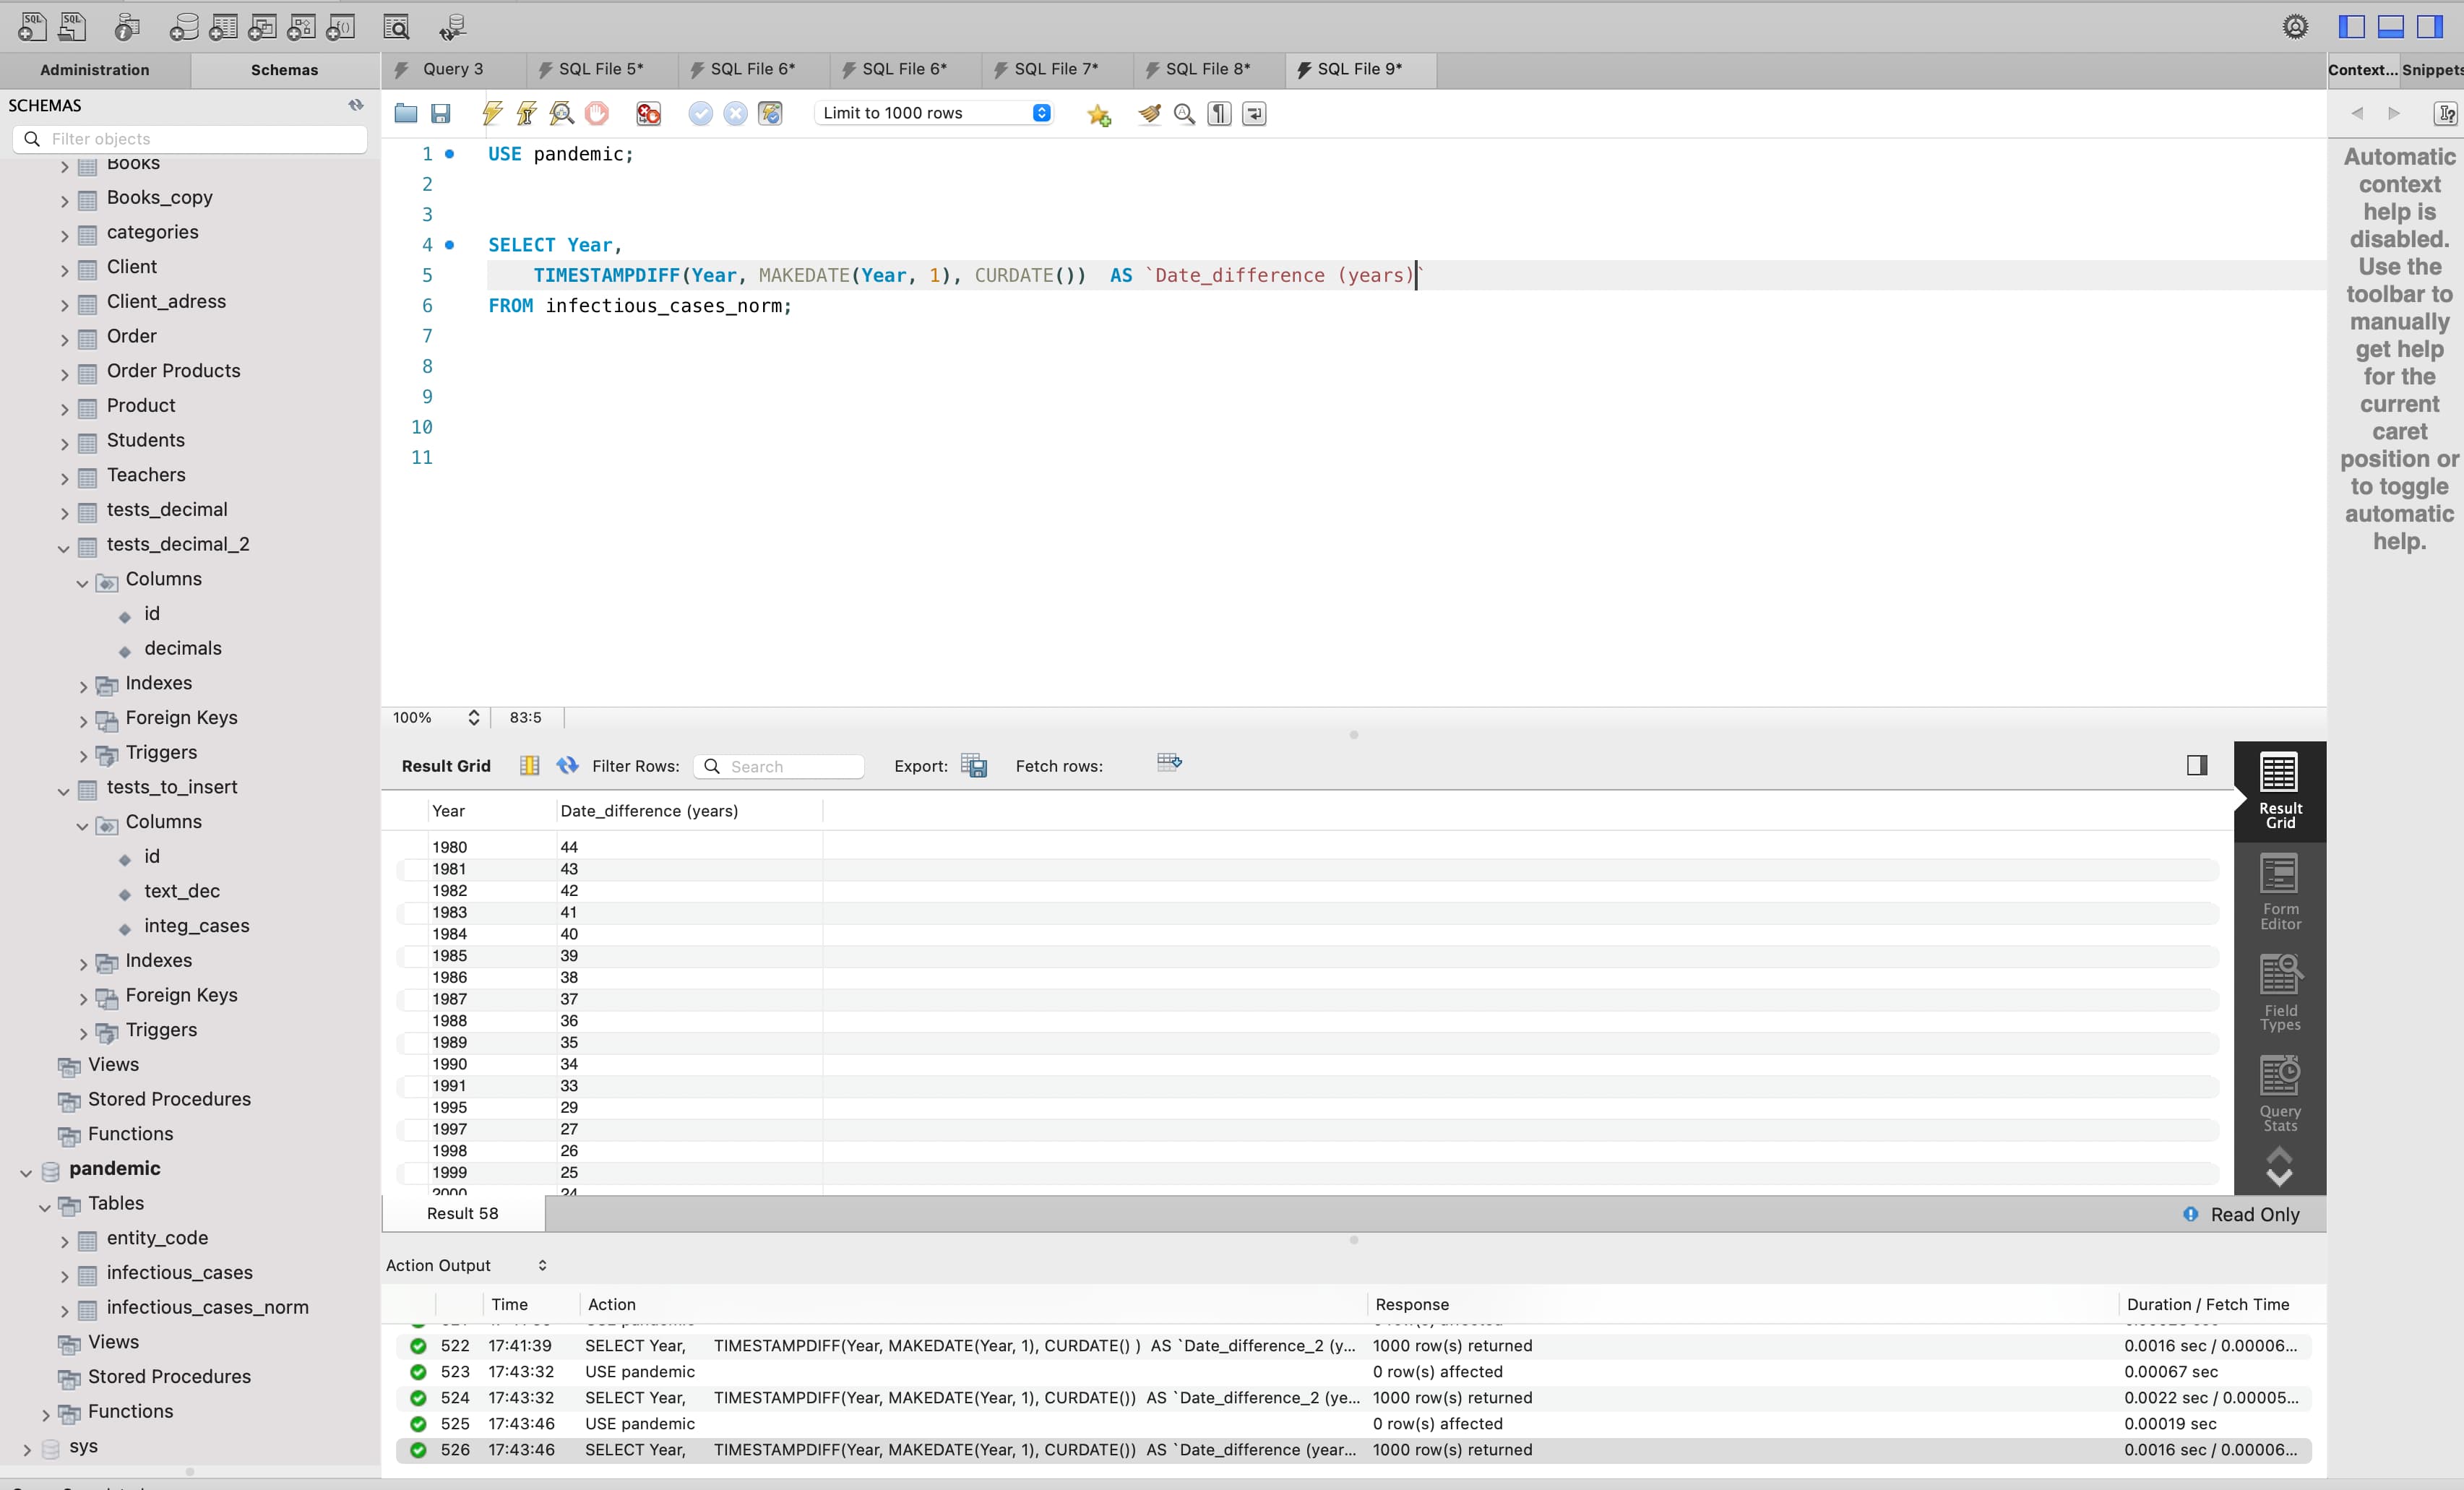 Administration
Schemas
Query 3
SQL File 5*
SQL File 6*
SQL File 6*
SQL File 7*
SQL File 8*
SQL File 9*
Context...
Snippets
SCHEMAS
Filter objects
Limit to 1000 rows
Books
Books_copy
categories
Client
Client_adress
Order
Order Products
Product
Students
Teachers
tests_decimal
tests_decimal_2
Columns
id
decimals
Indexes
Foreign Keys
Triggers
tests_to_insert
Columns
id
text_dec
integ_cases
Indexes
Foreign Keys
Triggers
Views
Stored Procedures
Functions
pandemic
Tables
entity_code
infectious_cases
infectious_cases_norm
Views
Stored Procedures
Functions
sys
1 USE pandemic;
2
3
4 SELECT Year,
5 TIMESTAMPDIFF(Year, MAKEDATE(Year, 1), CURDATE())  AS `Date_difference (years)`
6 FROM infectious_cases_norm;
7
8
9
10
11
Automatic
context
help is
disabled.
Use the
toolbar to
manually
get help
for the
current
caret
position or
to toggle
automatic
help.
100%
83:5
Result Grid
Filter Rows:
Search
Export:
Fetch rows:
Year Date_difference (years)
1980 44
1981 43
1982 42
1983 41
1984 40
1985 39
1986 38
1987 37
1988 36
1989 35
1990 34
1991 33
1995 29
1997 27
1998 26
1999 25
2000 24
Result
Grid
Form
Editor
Field
Types
Query
Stats
Result 58
Read Only
Action Output
Time Action Response Duration / Fetch Time
522 17:41:39 SELECT Year, TIMESTAMPDIFF(Year, MAKEDATE(Year, 1), CURDATE() ) AS `Date_difference_2 (y... 1000 row(s) returned 0.0016 sec / 0.00006...
523 17:43:32 USE pandemic 0 row(s) affected 0.00067 sec
524 17:43:32 SELECT Year, TIMESTAMPDIFF(Year, MAKEDATE(Year, 1), CURDATE()) AS `Date_difference_2 (ye... 1000 row(s) returned 0.0022 sec / 0.00005...
525 17:43:46 USE pandemic 0 row(s) affected 0.00019 sec
526 17:43:46 SELECT Year, TIMESTAMPDIFF(Year, MAKEDATE(Year, 1), CURDATE()) AS `Date_difference (year... 1000 row(s) returned 0.0016 sec / 0.00006...